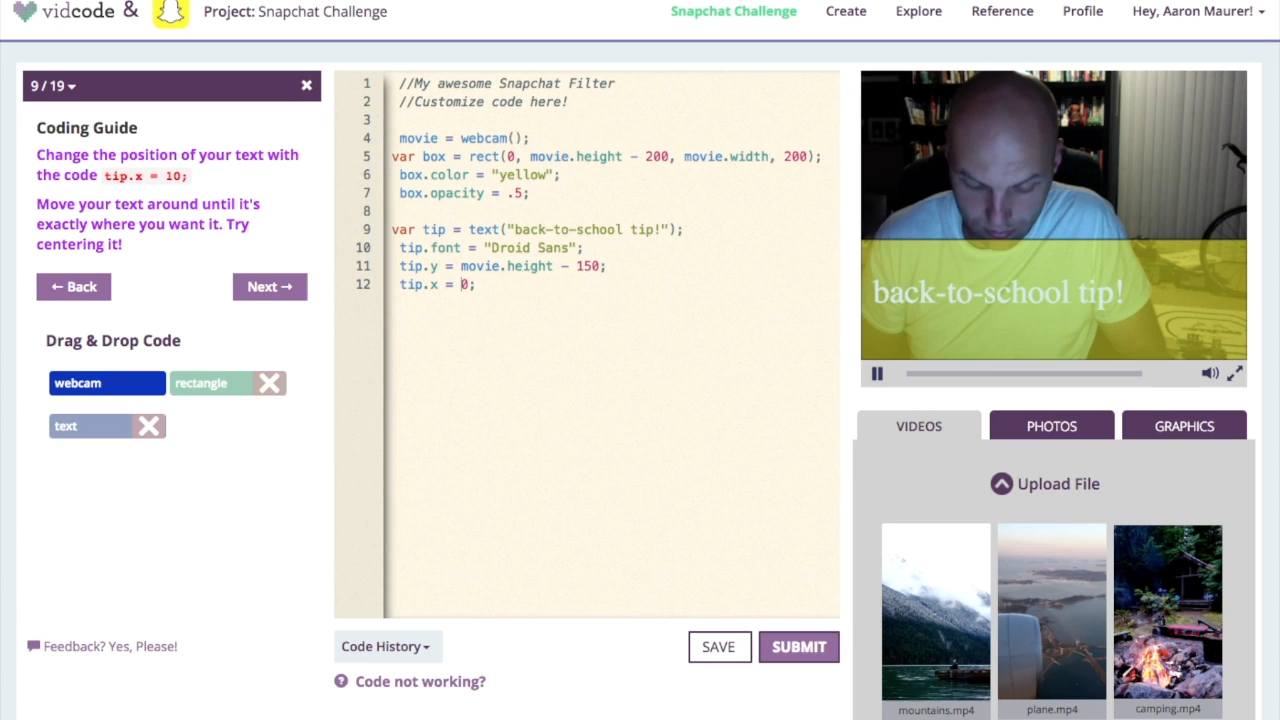 vidcode & Project: Snapchat Challenge
Snapchat Challenge Create Explore Reference Profile Hey, Aaron Maurer!
9 / 19
Coding Guide
Change the position of your text with
the code tip.x = 10;
Move your text around until it's
exactly where you want it. Try
centering it!
← Back Next →
Drag & Drop Code
webcam rectangle
text
Feedback? Yes, Please!
1 //My awesome Snapchat Filter
2 //Customize code here!
3
4 movie = webcam();
5 var box = rect(0, movie.height - 200, movie.width, 200);
6 box.color = "yellow";
7 box.opacity = .5;
8
9 var tip = text("back-to-school tip!");
10 tip.font = "Droid Sans";
11 tip.y = movie.height - 150;
12 tip.x = 0;
Code History SAVE SUBMIT
Code not working?
back-to-school tip!
VIDEOS PHOTOS GRAPHICS
Upload File
mountains.mp4 plane.mp4 camping.mp4